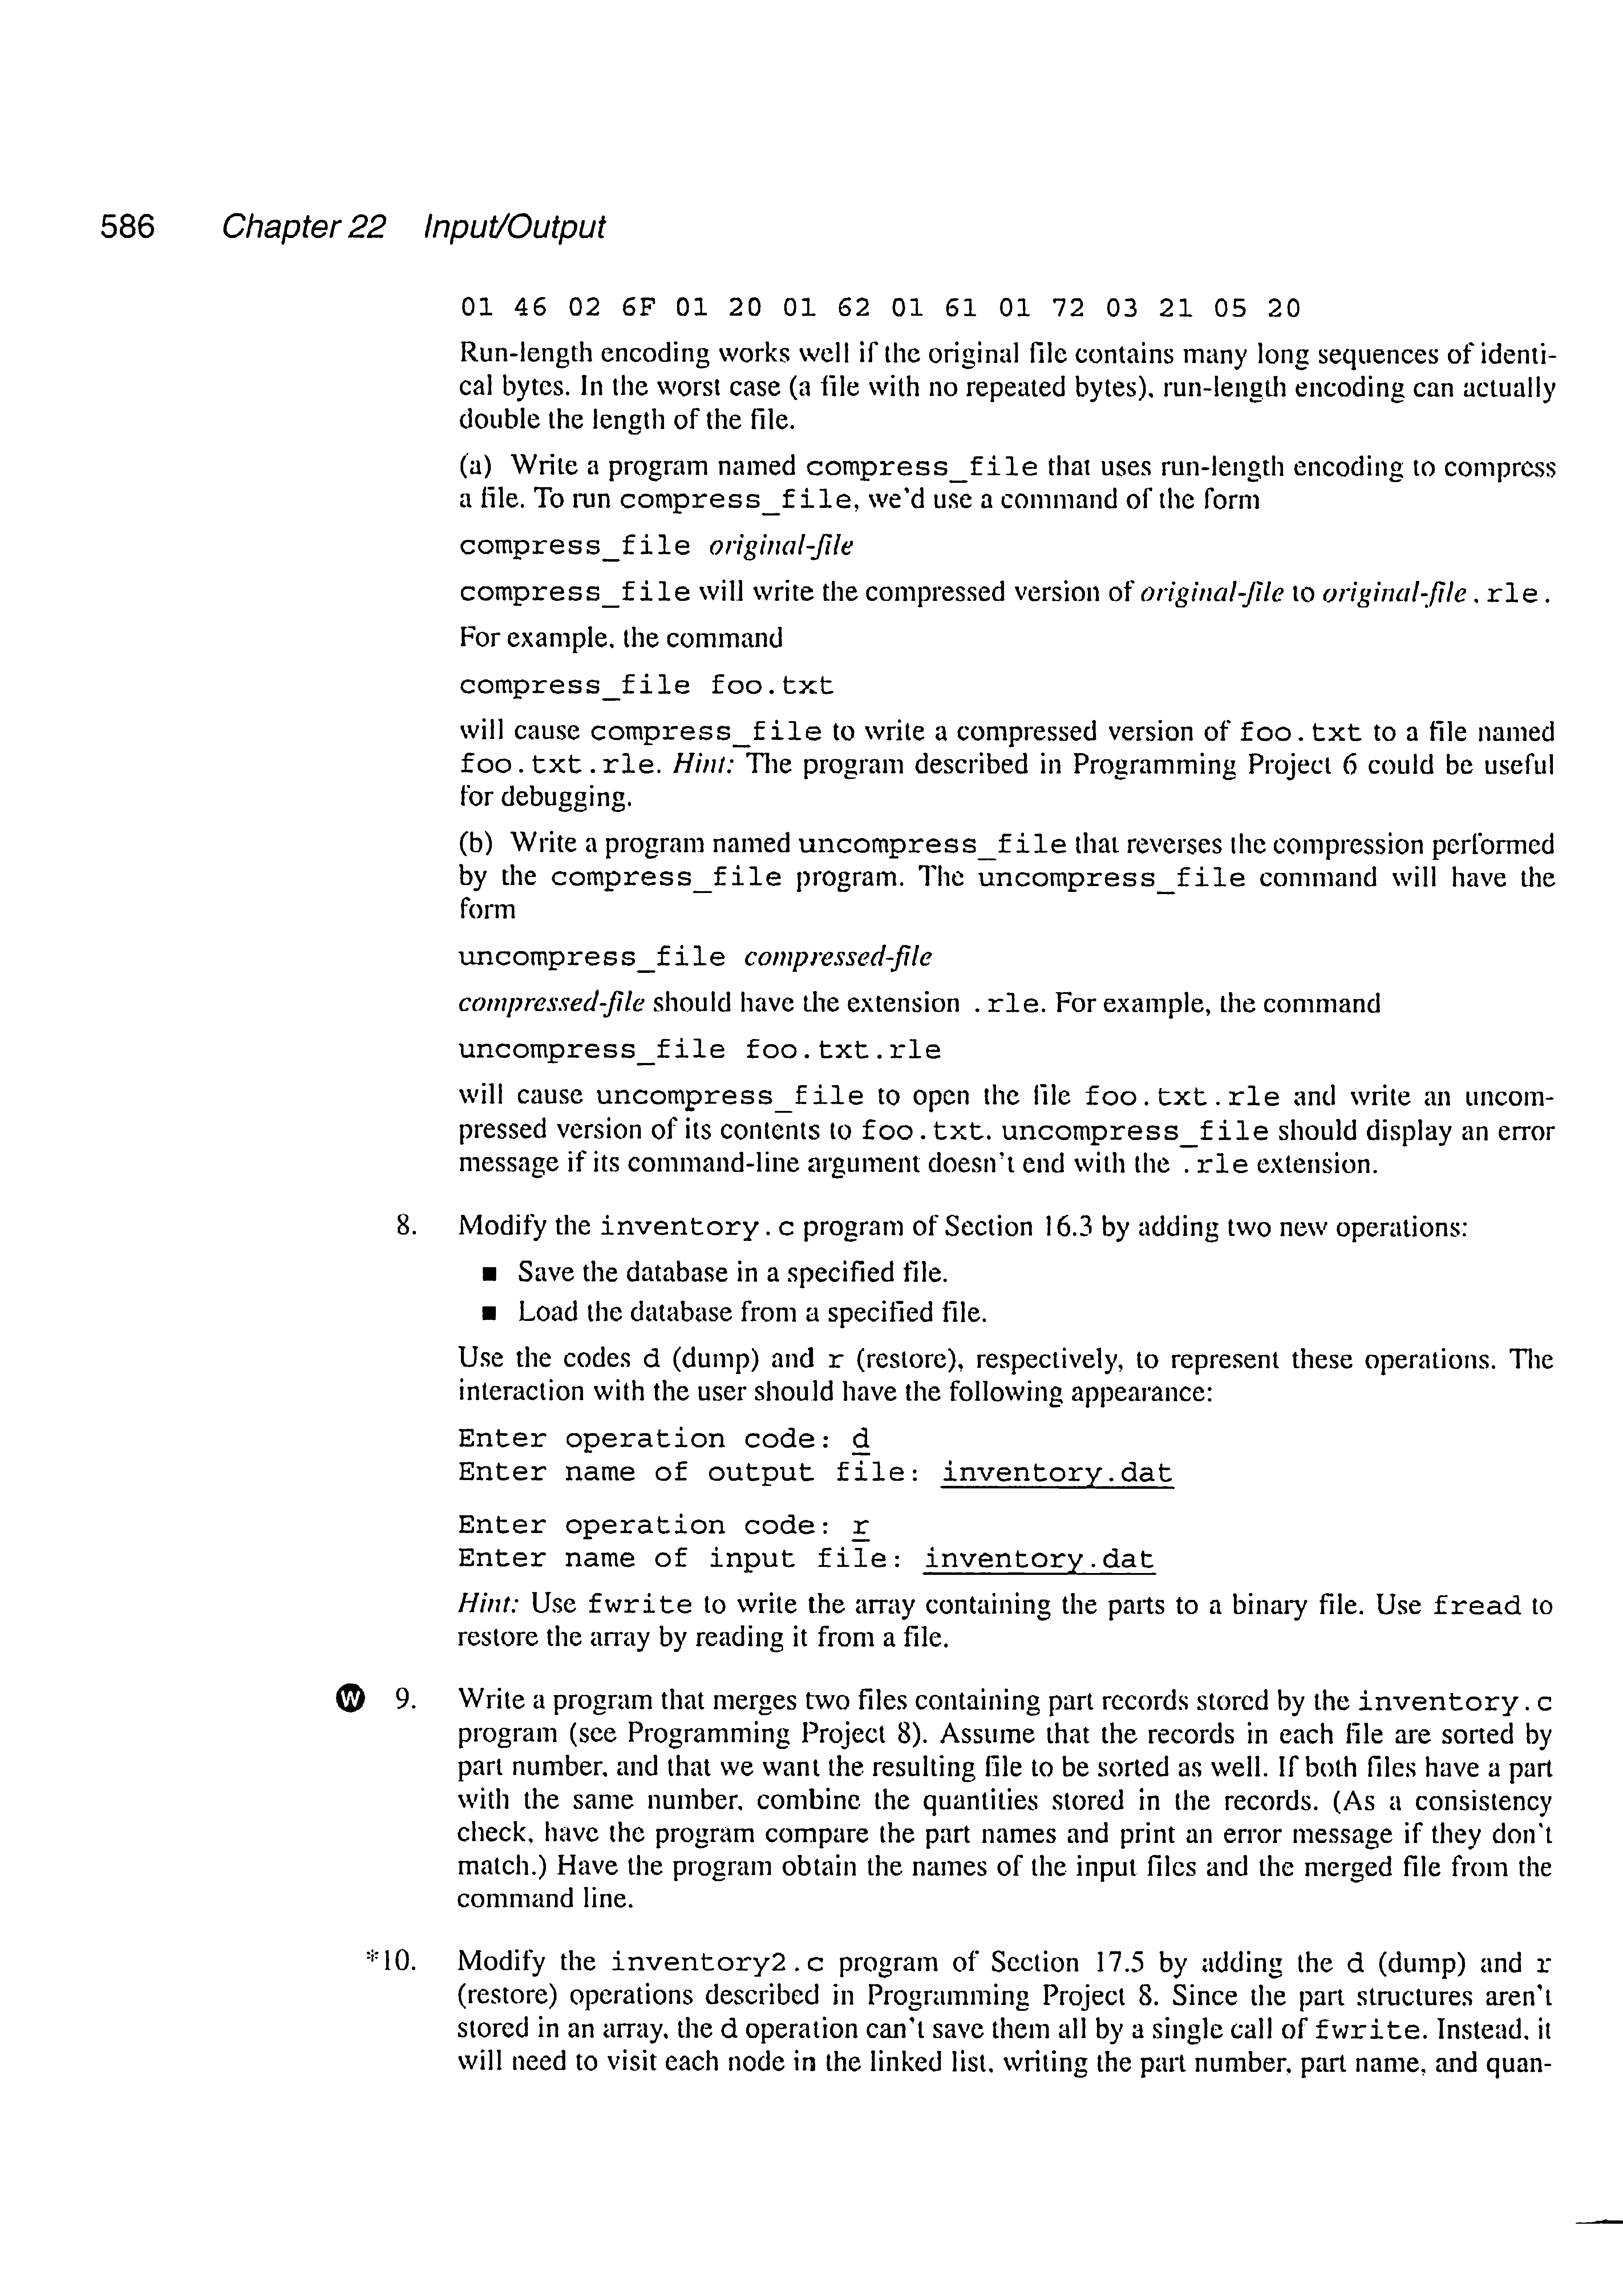 586 Chapter 22 Input/Output
01 46 02 6F 01 20 01 62 01 61 01 72 03 21 05 20
Run-length encoding works well if the original file contains many long sequences of identi-
cal bytes. In the worst case (a file with no repeated bytes), run-length encoding can actually
double the length of the file.
(a) Write a program named compress_file that uses run-length encoding to compress
a file. To run compress_file, we'd use a command of the form
compress_file original-file
compress_file will write the compressed version of original-file to original-file.rle.
For example, the command
compress_file foo.txt
will cause compress_file to write a compressed version of foo.txt to a file named
foo.txt.rle. Hint: The program described in Programming Project 6 could be useful
for debugging.
(b) Write a program named uncompress_file that reverses the compression performed
by the compress_file program. The uncompress_file command will have the
form
uncompress_file compressed-file
compressed-file should have the extension .rle. For example, the command
uncompress_file foo.txt.rle
will cause uncompress_file to open the file foo.txt.rle and write an uncom-
pressed version of its contents to foo.txt. uncompress_file should display an error
message if its command-line argument doesn't end with the .rle extension.
8. Modify the inventory.c program of Section 16.3 by adding two new operations:
■ Save the database in a specified file.
■ Load the database from a specified file.
Use the codes d (dump) and r (restore), respectively, to represent these operations. The
interaction with the user should have the following appearance:
Enter operation code: d
Enter name of output file: inventory.dat
Enter operation code: r
Enter name of input file: inventory.dat
Hint: Use fwrite to write the array containing the parts to a binary file. Use fread to
restore the array by reading it from a file.
W 9. Write a program that merges two files containing part records stored by the inventory.c
program (see Programming Project 8). Assume that the records in each file are sorted by
part number, and that we want the resulting file to be sorted as well. If both files have a part
with the same number, combine the quantities stored in the records. (As a consistency
check, have the program compare the part names and print an error message if they don't
match.) Have the program obtain the names of the input files and the merged file from the
command line.
*10. Modify the inventory2.c program of Section 17.5 by adding the d (dump) and r
(restore) operations described in Programming Project 8. Since the part structures aren't
stored in an array, the d operation can't save them all by a single call of fwrite. Instead, it
will need to visit each node in the linked list, writing the part number, part name, and quan-